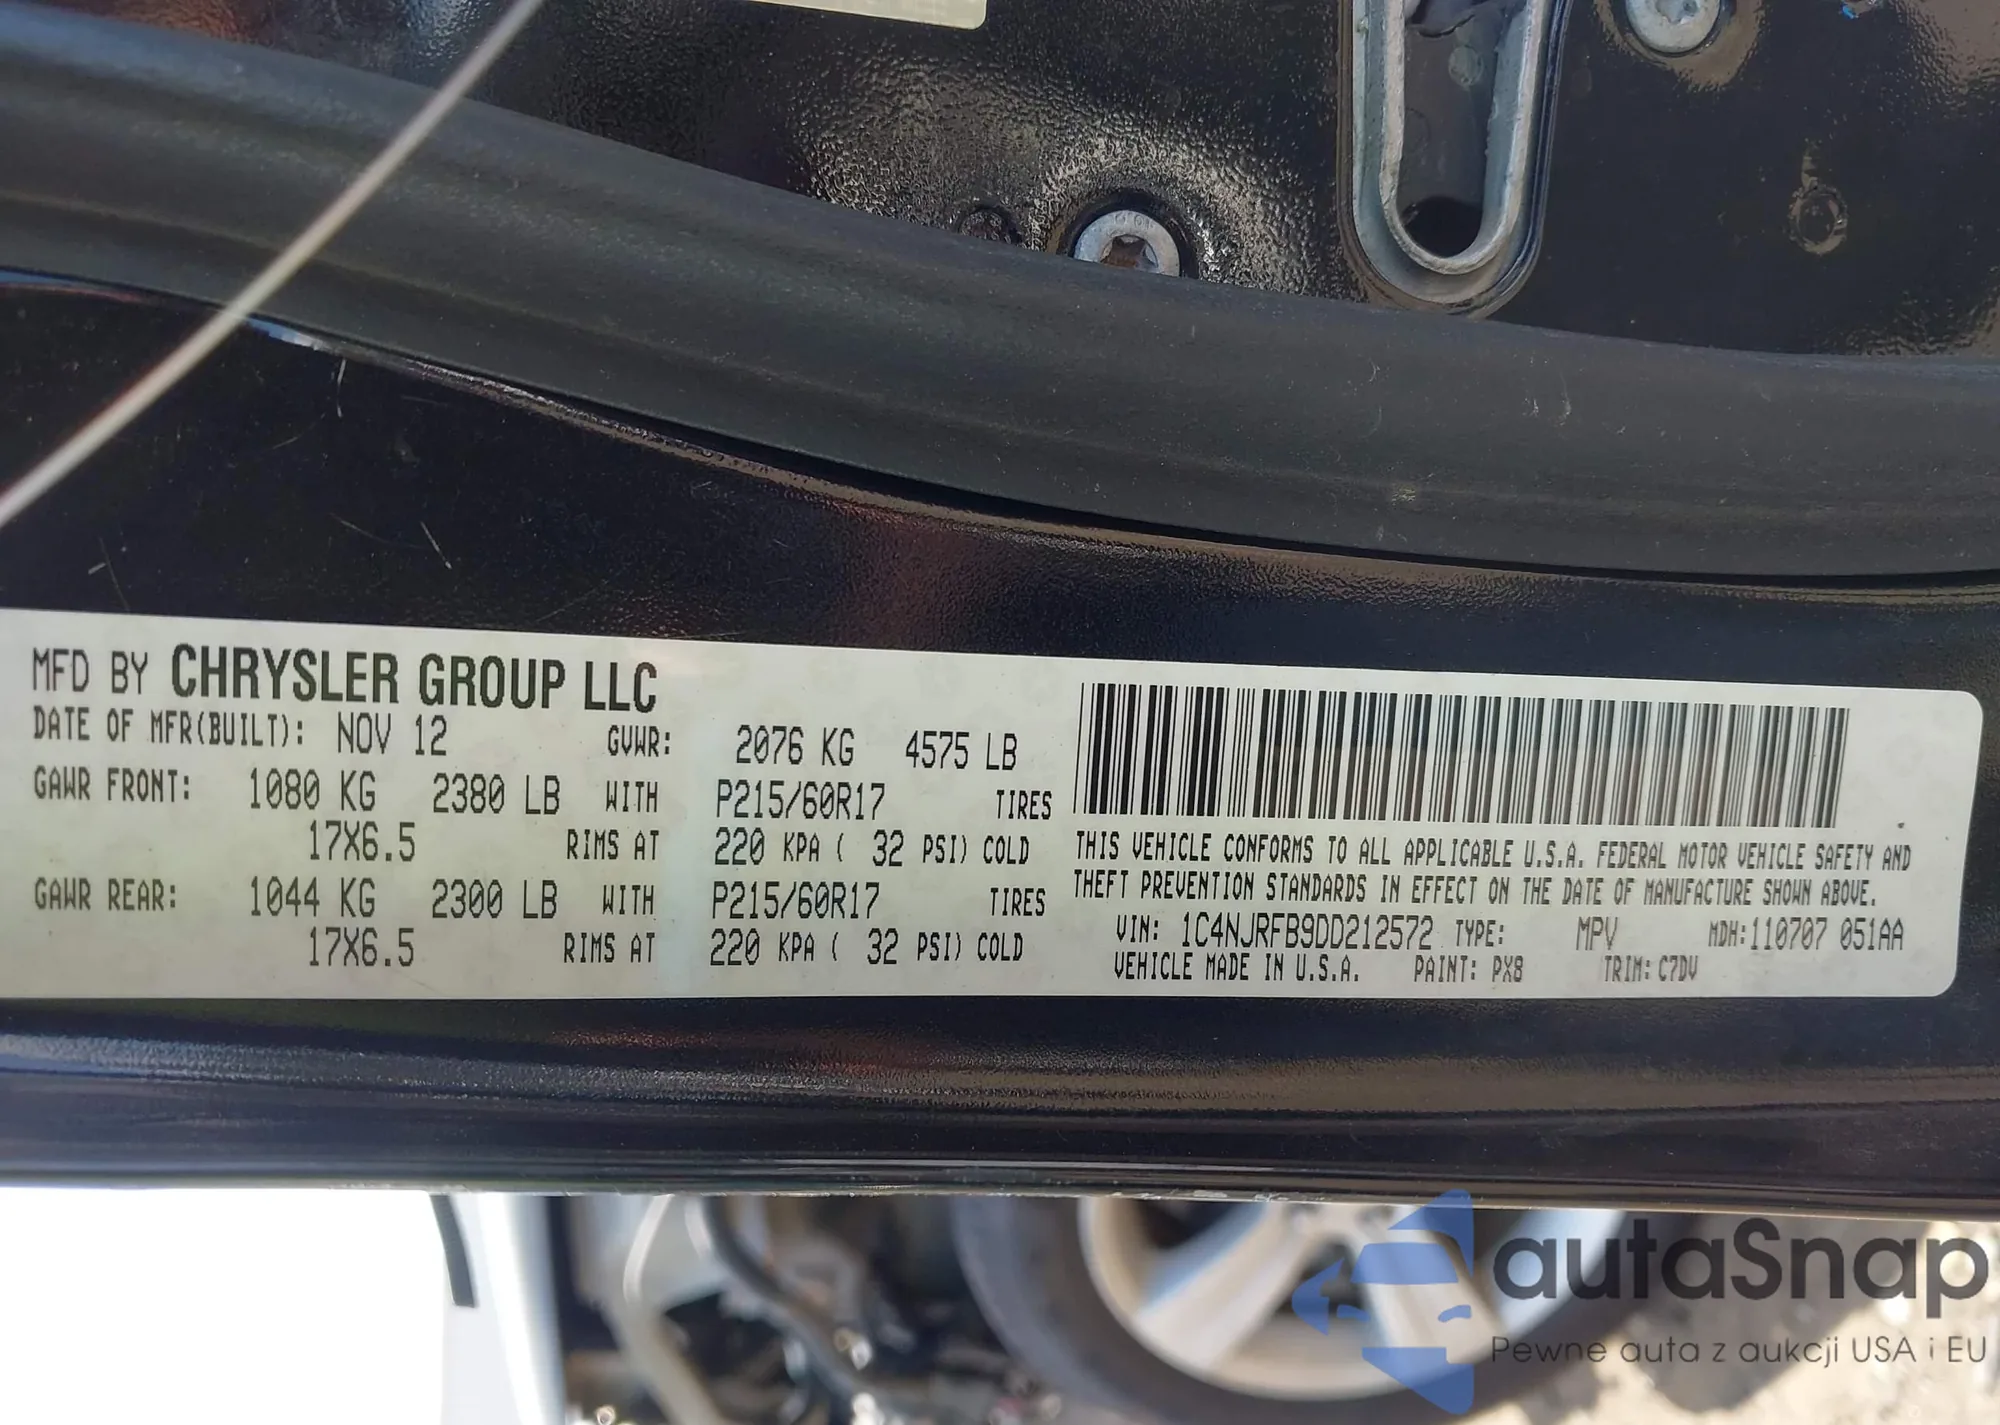 MFD BY CHRYSLER GROUP LLC
DATE OF MFR(BUILT): NOV 12 GVWR: 2076 KG 4575 LB
GAWR FRONT: 1080 KG 2380 LB WITH P215/60R17 TIRES
17X6.5 RIMS AT 220 KPA ( 32 PSI) COLD
GAWR REAR: 1044 KG 2300 LB WITH P215/60R17 TIRES
17X6.5 RIMS AT 220 KPA ( 32 PSI) COLD
THIS VEHICLE CONFORMS TO ALL APPLICABLE U.S.A. FEDERAL MOTOR VEHICLE SAFETY AND
THEFT PREVENTION STANDARDS IN EFFECT ON THE DATE OF MANUFACTURE SHOWN ABOVE.
VIN: 1C4NJRFB9DD212572 TYPE: MPV MDH:110707 051AA
VEHICLE MADE IN U.S.A. PAINT: PX8 TRIM: C7DV
autaSnap
Pewne auta z aukcji USA i EU